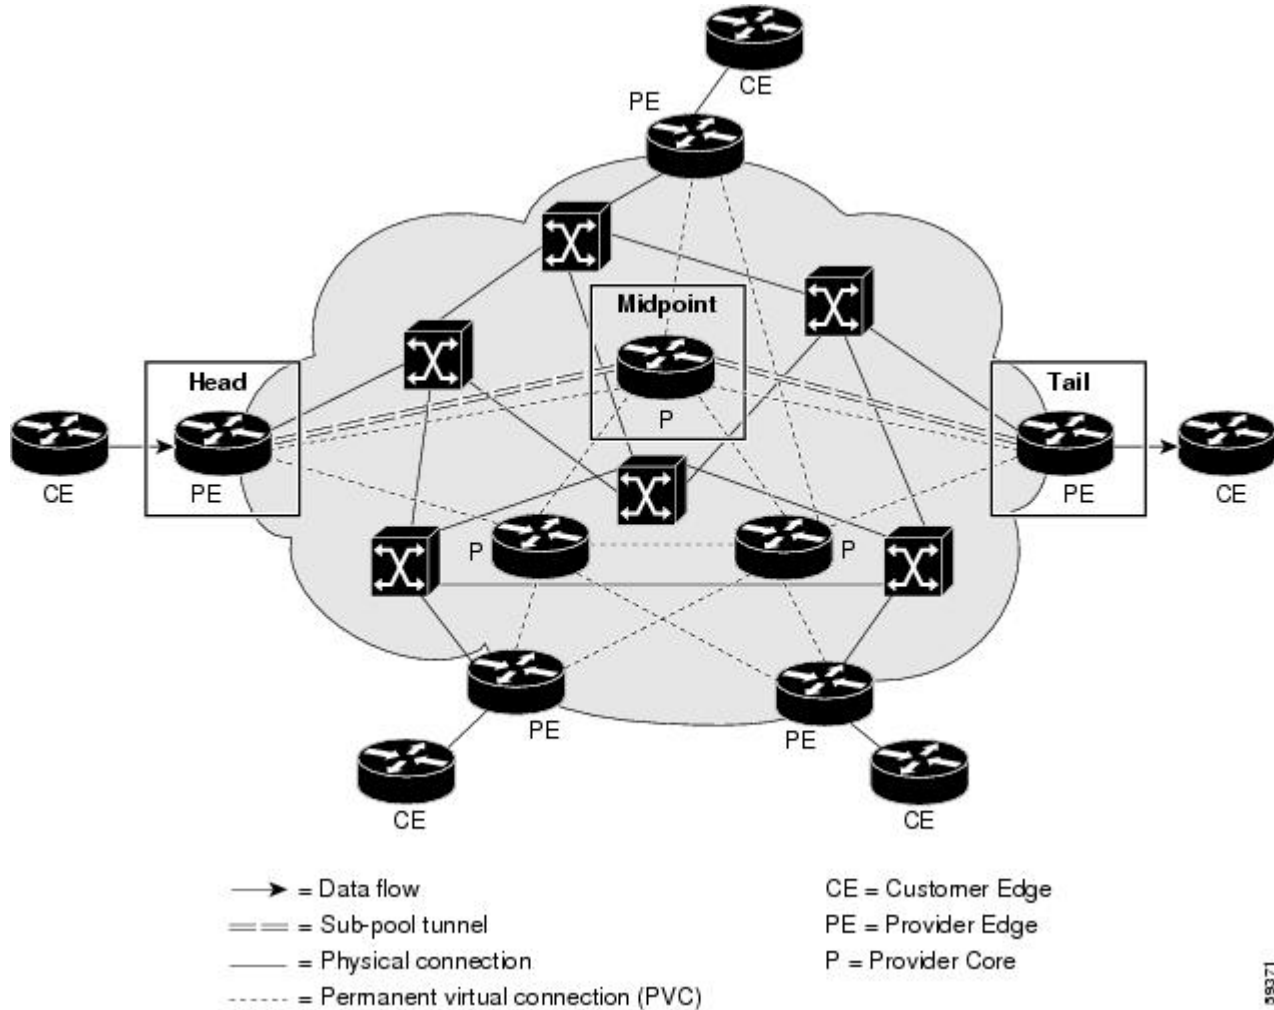 CE
PE
Midpoint
Head
Tail
P
CE
PE
PE
CE
P
P
PE
PE
CE
CE
= Data flow
= Sub-pool tunnel
= Physical connection
= Permanent virtual connection (PVC)
CE = Customer Edge
PE = Provider Edge
P = Provider Core
59371